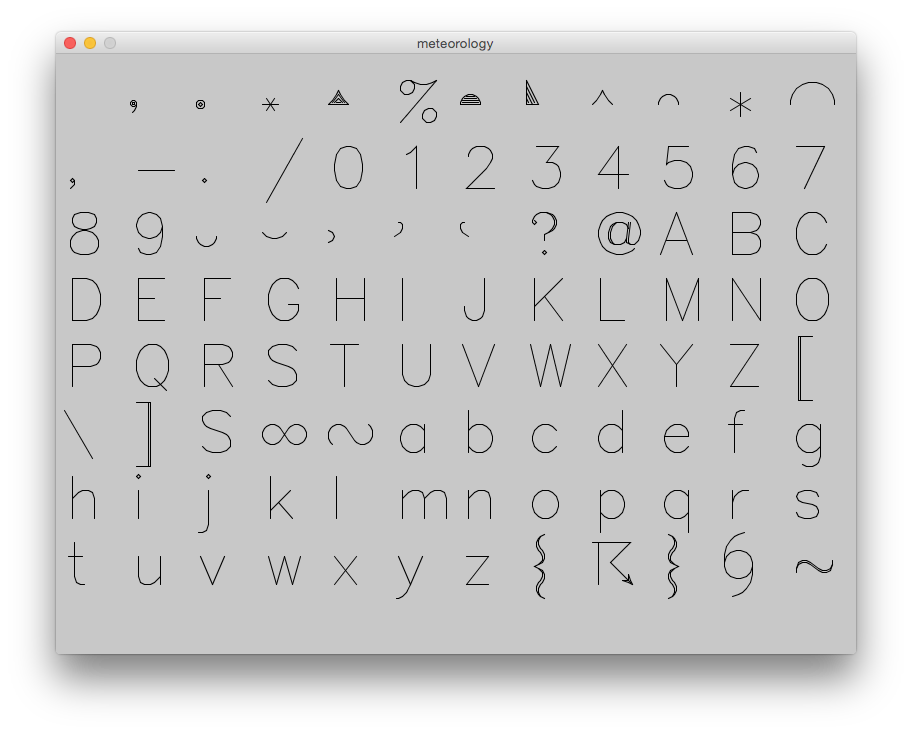 meteorology
, ⊙ * ▲ % ^ ⌒ * ⌒
, — . / 0 1 2 3 4 5 6 7
8 9 ? @ A B C
D E F G H I J K L M N O
P Q R S T U V W X Y Z [
\ ] S ∞ ~ a b c d e f g
h i j k l m n o p q r s
t u v w x y z { } ~